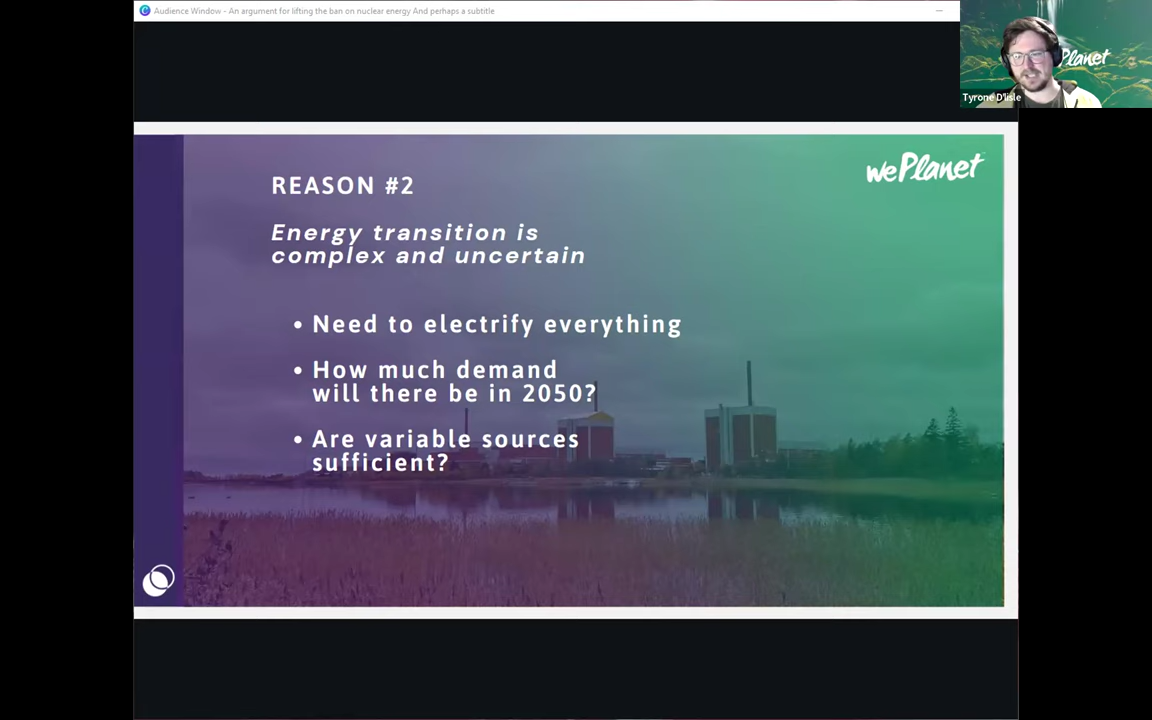 Audience Window - An argument for lifting the ban on nuclear energy And perhaps a subtitle
Planet
Tyrone D'lisle
wePlanet
REASON #2
Energy transition is
complex and uncertain
• Need to electrify everything
• How much demand
will there be in 2050?
• Are variable sources
sufficient?